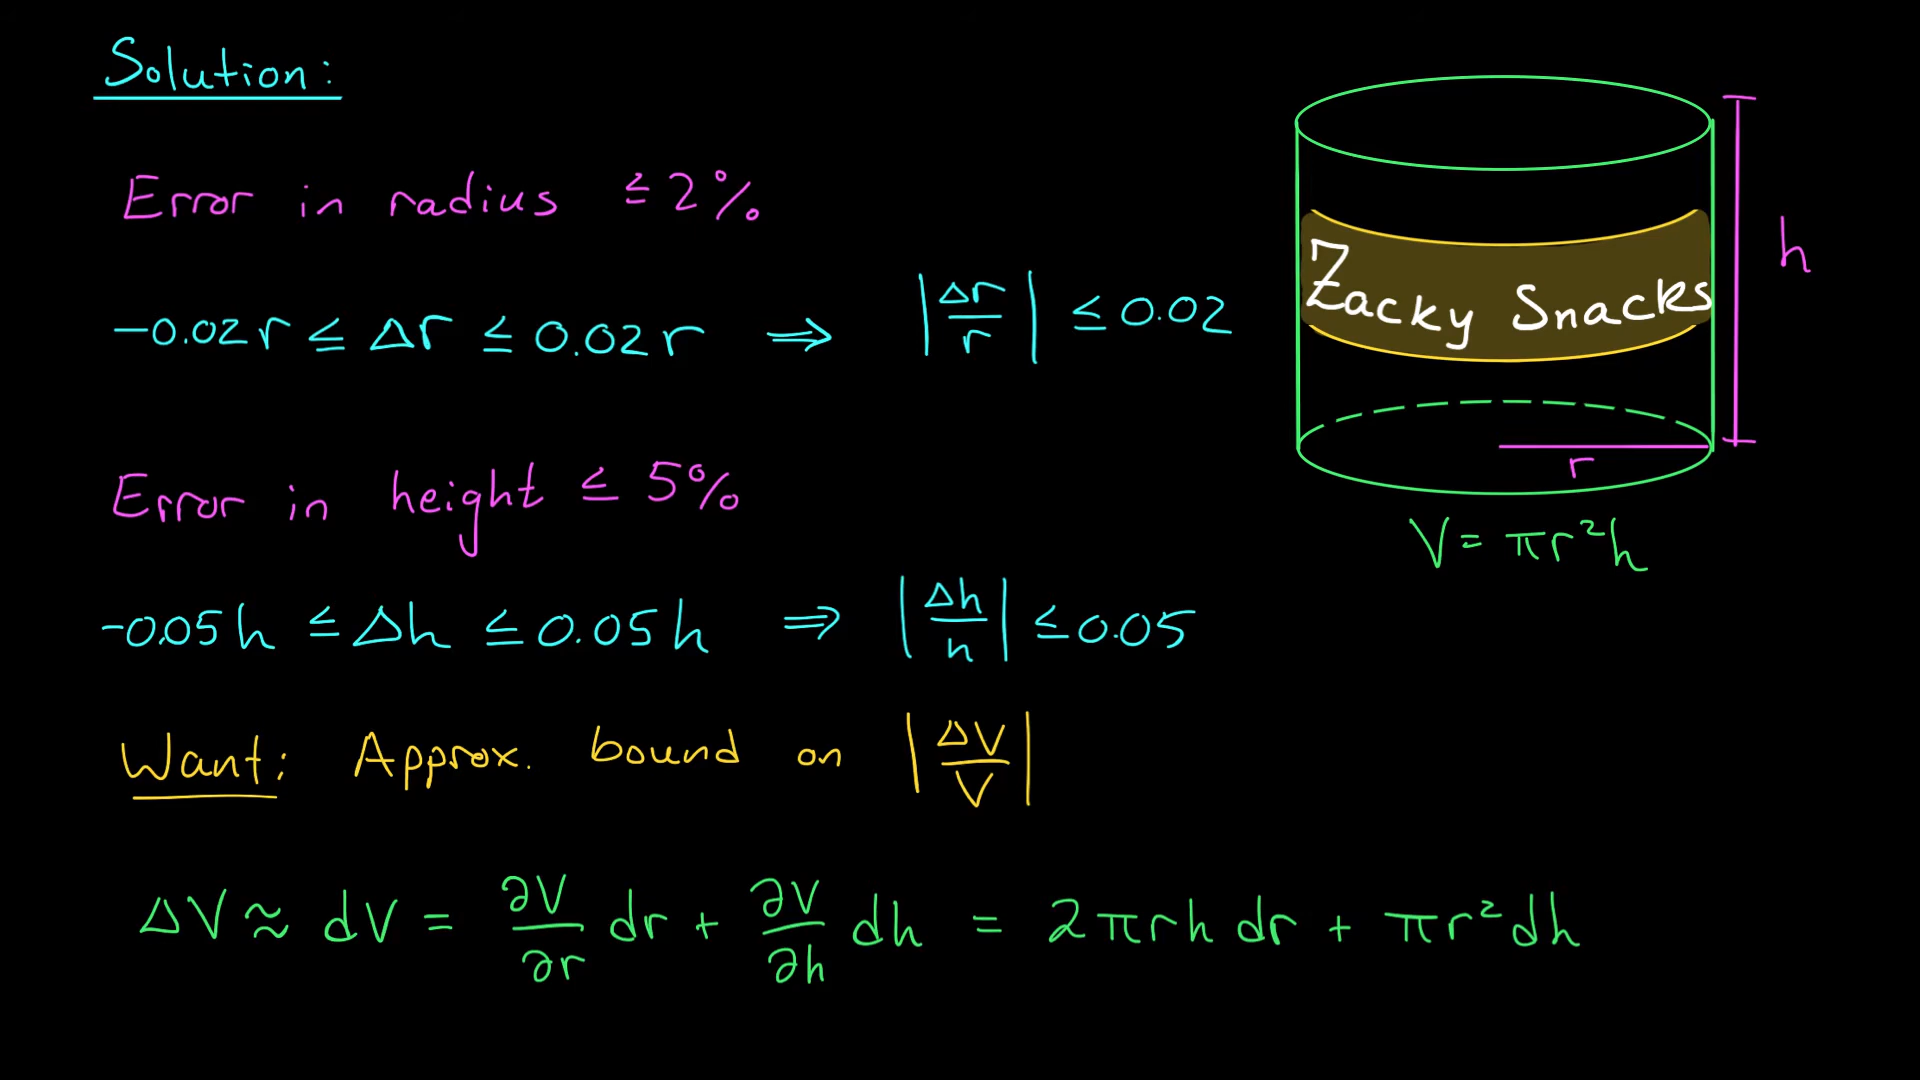 Solution:
Error in radius ≤ 2%
-0.02r ≤ Δr ≤ 0.02r ⇒ |Δr/r| ≤ 0.02
Error in height ≤ 5%
-0.05h ≤ Δh ≤ 0.05h ⇒ |Δh/h| ≤ 0.05
Want: Approx. bound on |ΔV/V|
ΔV ≈ dV = ∂V/∂r dr + ∂V/∂h dh = 2πrh dr + πr²dh
Zacky Snacks
h
r
V = πr²h